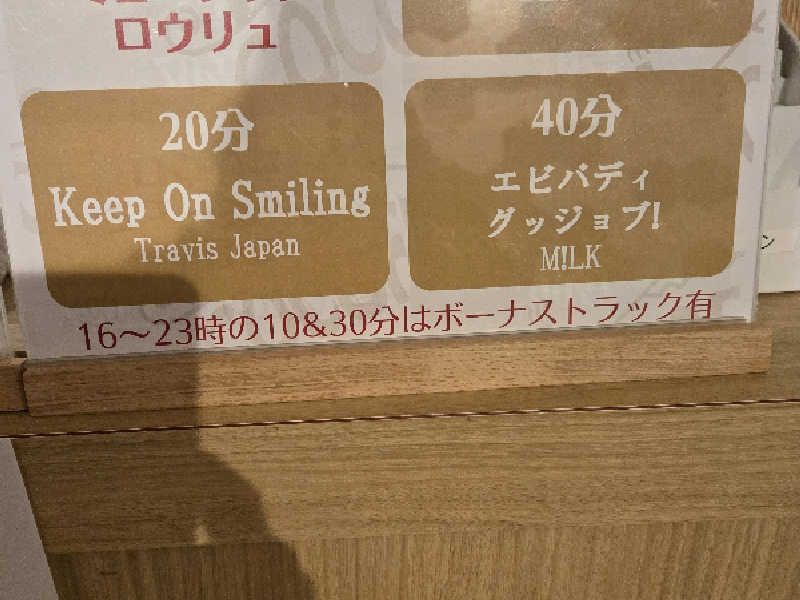 ロウリュ
20分
Keep On Smiling
Travis Japan
40分
エビバディ
グッジョブ!
M!LK
16〜23時の10&30分はボーナストラック有
ン